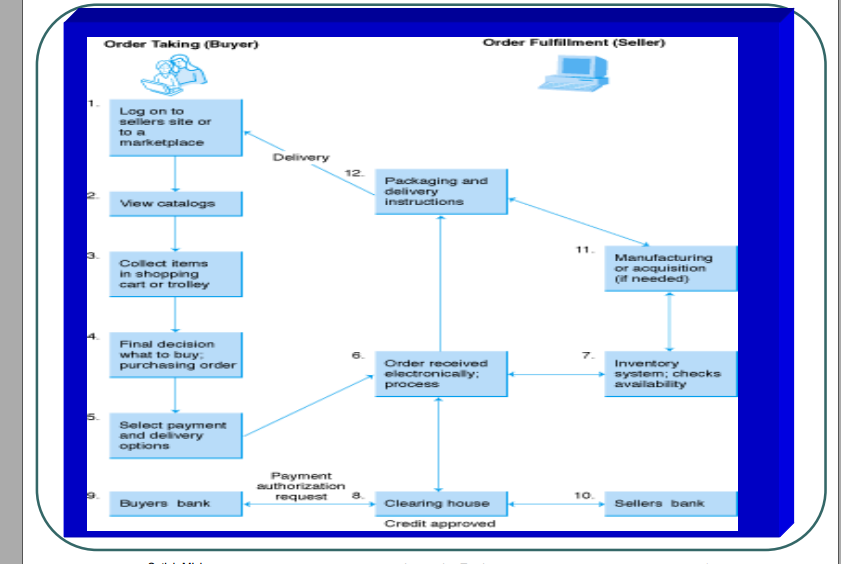 Order Taking (Buyer)
Order Fulfillment (Seller)
1.
Log on to
sellers site or
to a
marketplace
Delivery
12.
Packaging and
delivery
instructions
2.
View catalogs
11.
Manufacturing
or acquisition
(if needed)
3.
Collect items
in shopping
cart or trolley
4.
Final decision
what to buy;
purchasing order
6.
Order received
electronically;
process
7.
Inventory
system; checks
availability
5.
Select payment
and delivery
options
Payment
authorization
request
9.
Buyers bank
8.
Clearing house
Credit approved
10.
Sellers bank